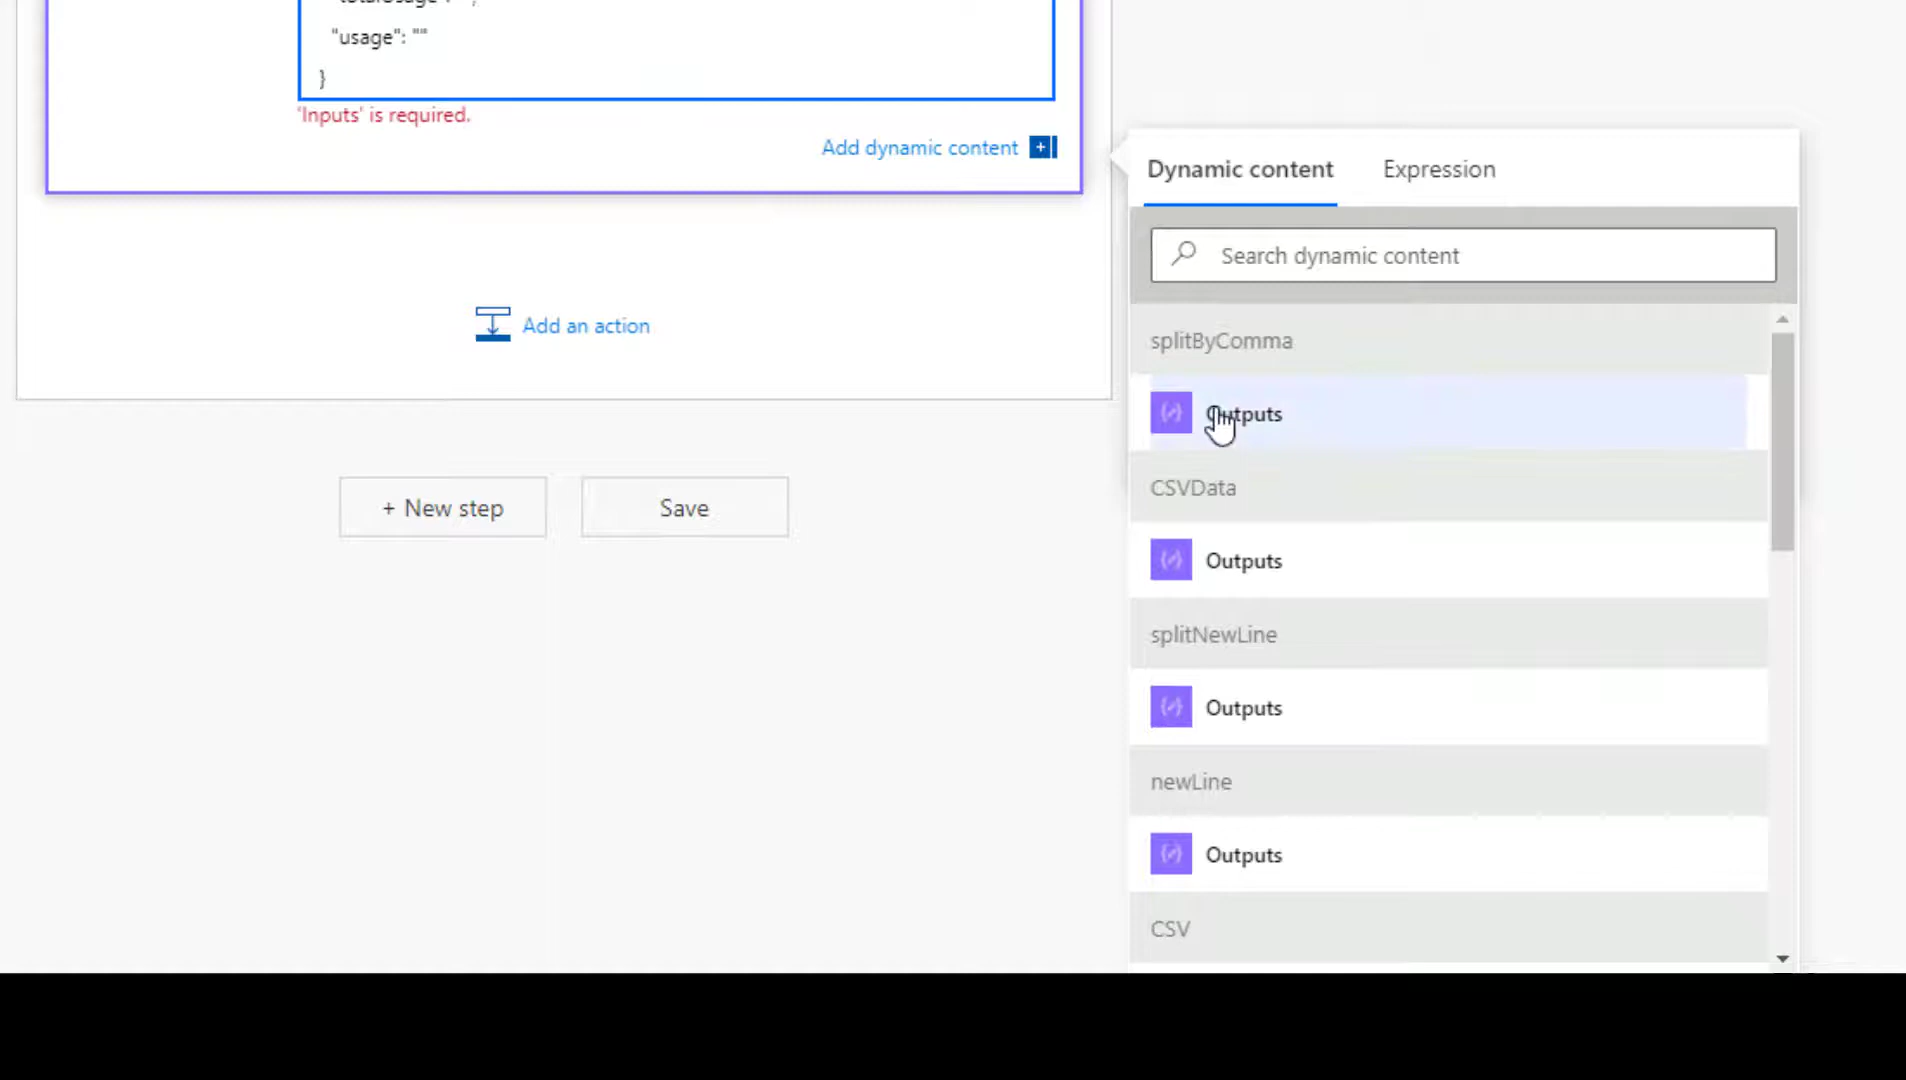 "totalUsage": "",
"usage": ""
}
'Inputs' is required.
Add dynamic content
Add an action
+ New step
Save
Dynamic content
Expression
Search dynamic content
splitByComma
Outputs
CSVData
Outputs
splitNewLine
Outputs
newLine
Outputs
CSV